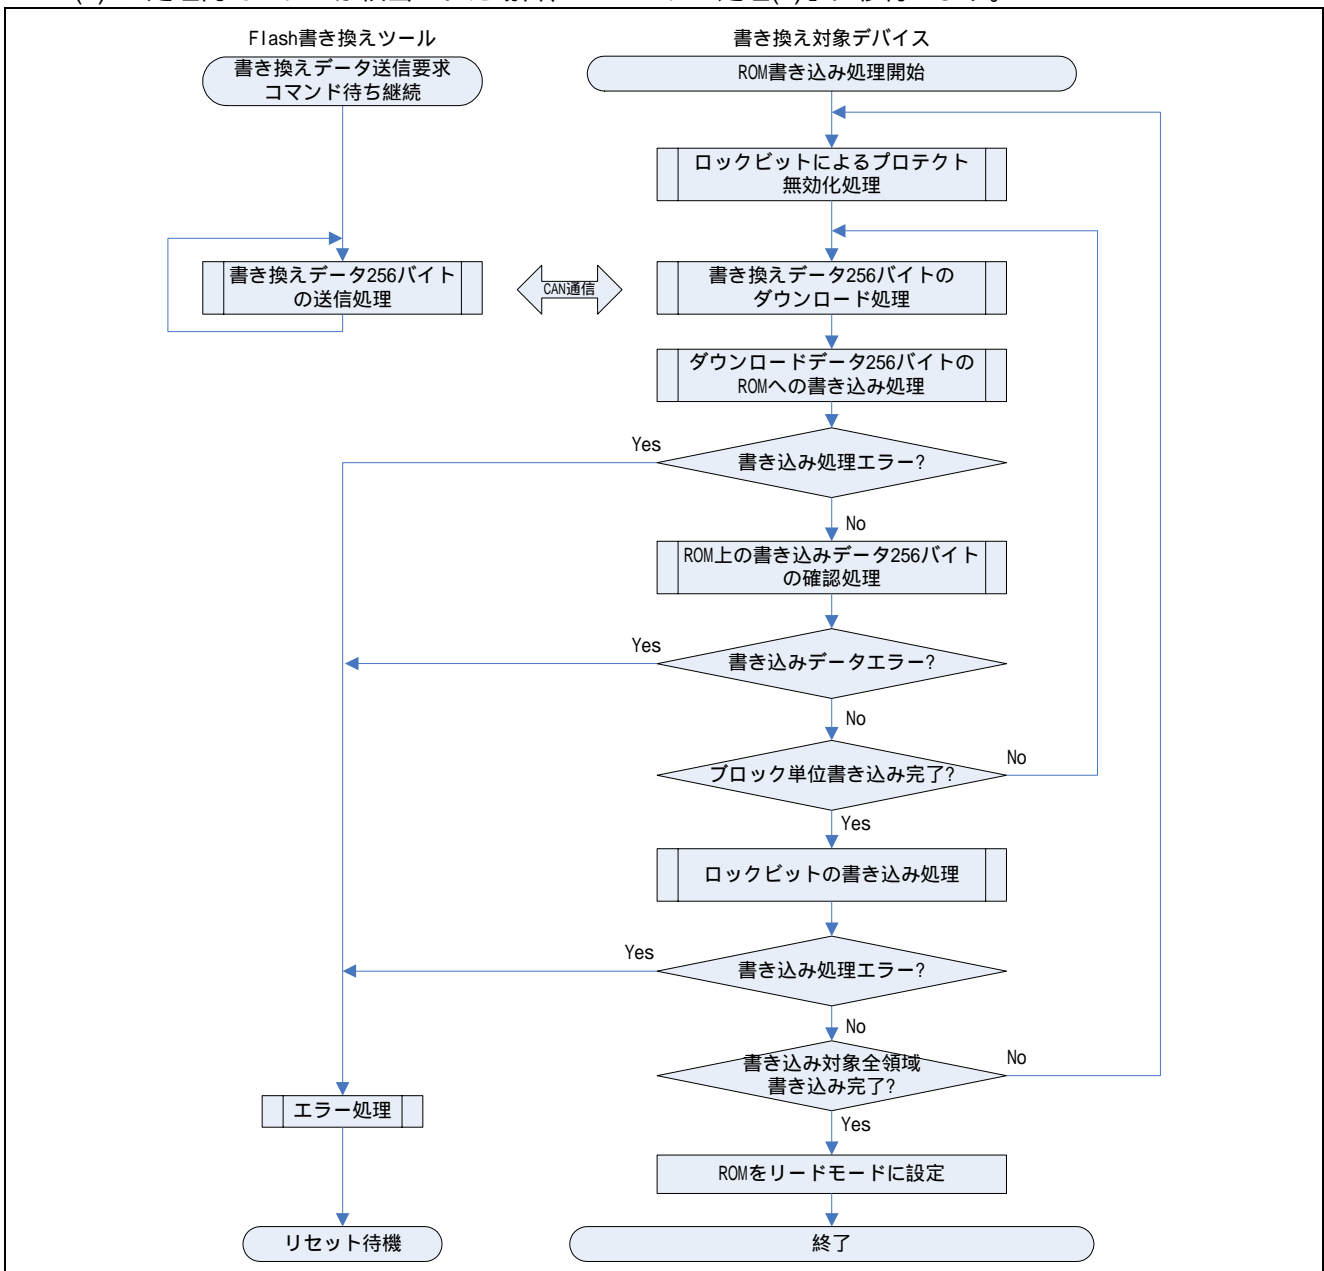 Flash書き換えツール
書き換え対象デバイス
書き換えデータ送信要求
コマンド待ち継続
ROM書き込み処理開始
ロックビットによるプロテクト
無効化処理
書き換えデータ256バイト
の送信処理
CAN通信
書き換えデータ256バイトの
ダウンロード処理
ダウンロードデータ256バイトの
ROMへの書き込み処理
Yes
書き込み処理エラー?
No
ROM上の書き込みデータ256バイト
の確認処理
Yes
書き込みデータエラー?
No
ブロック単位書き込み完了?
No
Yes
ロックビットの書き込み処理
Yes
書き込み処理エラー?
No
書き込み対象全領域
書き込み完了?
No
エラー処理
Yes
ROMをリードモードに設定
リセット待機
終了